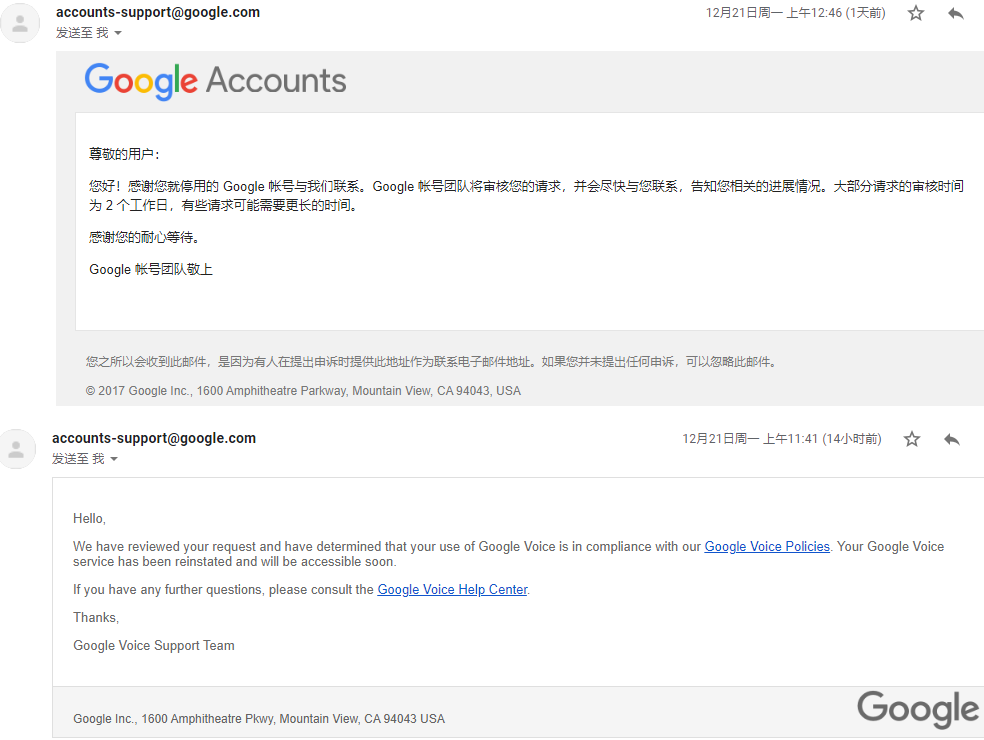 accounts-support@google.com
12月21日周一 上午12:46 (1天前)
发送至 我
Google Accounts
尊敬的用户：
您好！感谢您就停用的 Google 帐号与我们联系。Google 帐号团队将审核您的请求，并会尽快与您联系，告知您相关的进展情况。大部分请求的审核时间
为 2 个工作日，有些请求可能需要更长的时间。
感谢您的耐心等待。
Google 帐号团队敬上
您之所以会收到此邮件，是因为有人在提出申诉时提供此地址作为联系电子邮件地址。如果您并未提出任何申诉，可以忽略此邮件。
© 2017 Google Inc., 1600 Amphitheatre Parkway, Mountain View, CA 94043, USA
accounts-support@google.com
12月21日周一 上午11:41 (14小时前)
发送至 我
Hello,
We have reviewed your request and have determined that your use of Google Voice is in compliance with our Google Voice Policies. Your Google Voice
service has been reinstated and will be accessible soon.
If you have any further questions, please consult the Google Voice Help Center.
Thanks,
Google Voice Support Team
Google Inc., 1600 Amphitheatre Pkwy, Mountain View, CA 94043 USA
Google